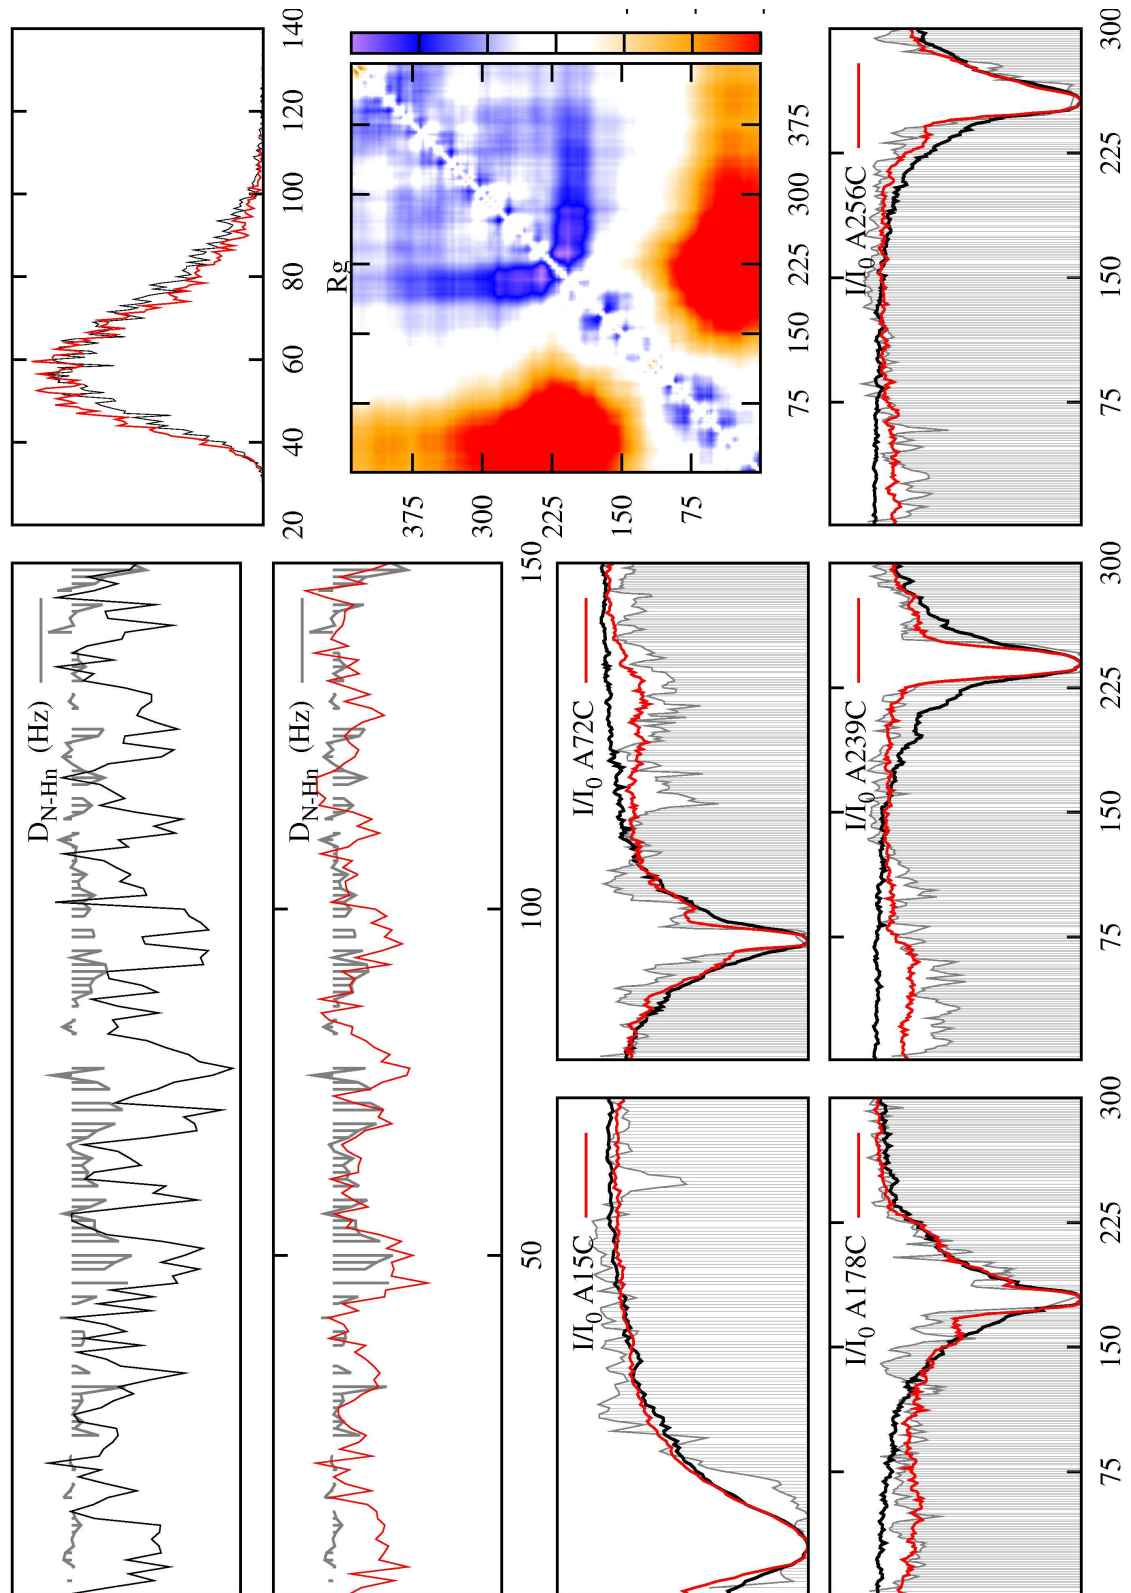 D_N-Hn (Hz)
20 40 60 80 100 120 140
D_N-Hn (Hz)
Rg
50 100 150
375
300
225
150
75
75 150 225 300 375
I/I_0 A15C
I/I_0 A72C
I/I_0 A178C
I/I_0 A239C
I/I_0 A256C
75 150 225 300
75 150 225 300
75 150 225 300